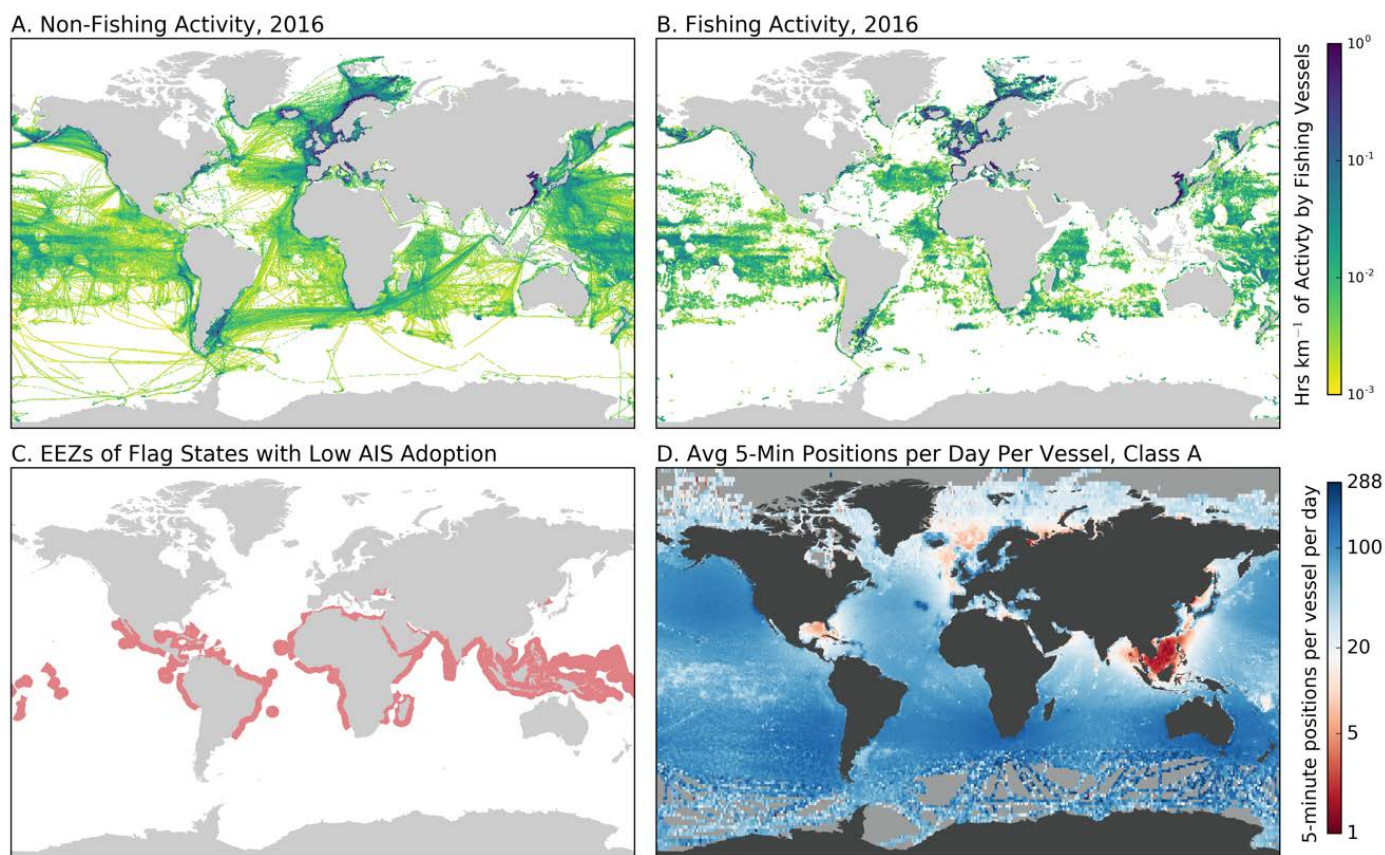 A. Non-Fishing Activity, 2016
B. Fishing Activity, 2016
10⁰
10⁻¹
10⁻²
10⁻³
Hrs km⁻¹ of Activty by Fishing Vessels
C. EEZs of Flag States with Low AIS Adoption
D. Avg 5-Min Positions per Day Per Vessel, Class A
288
100
20
5
1
5-minute positions per vessel per day